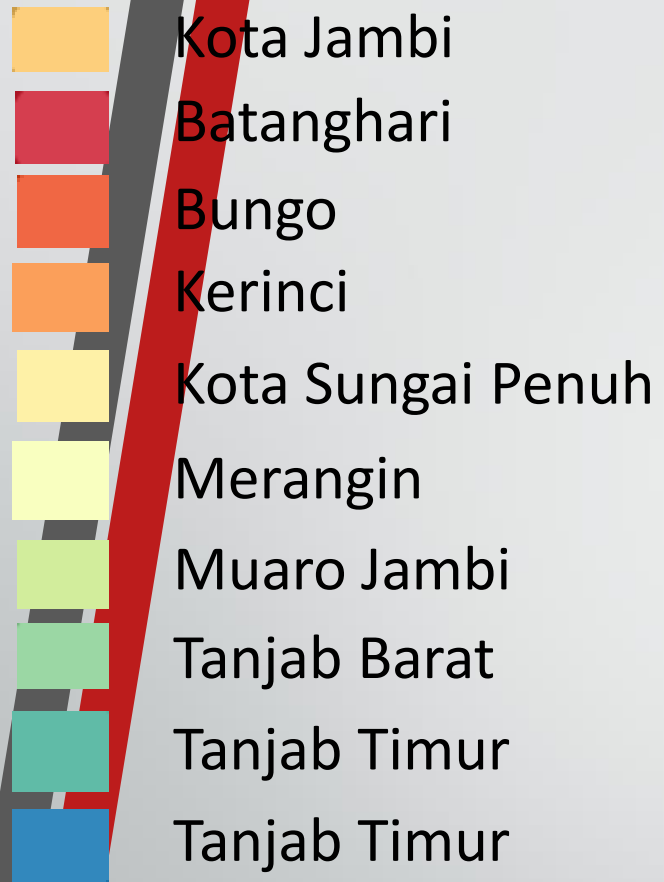 Kota Jambi
Batanghari
Bungo
Kerinci
Kota Sungai Penuh
Merangin
Muaro Jambi
Tanjab Barat
Tanjab Timur
Tanjab Timur